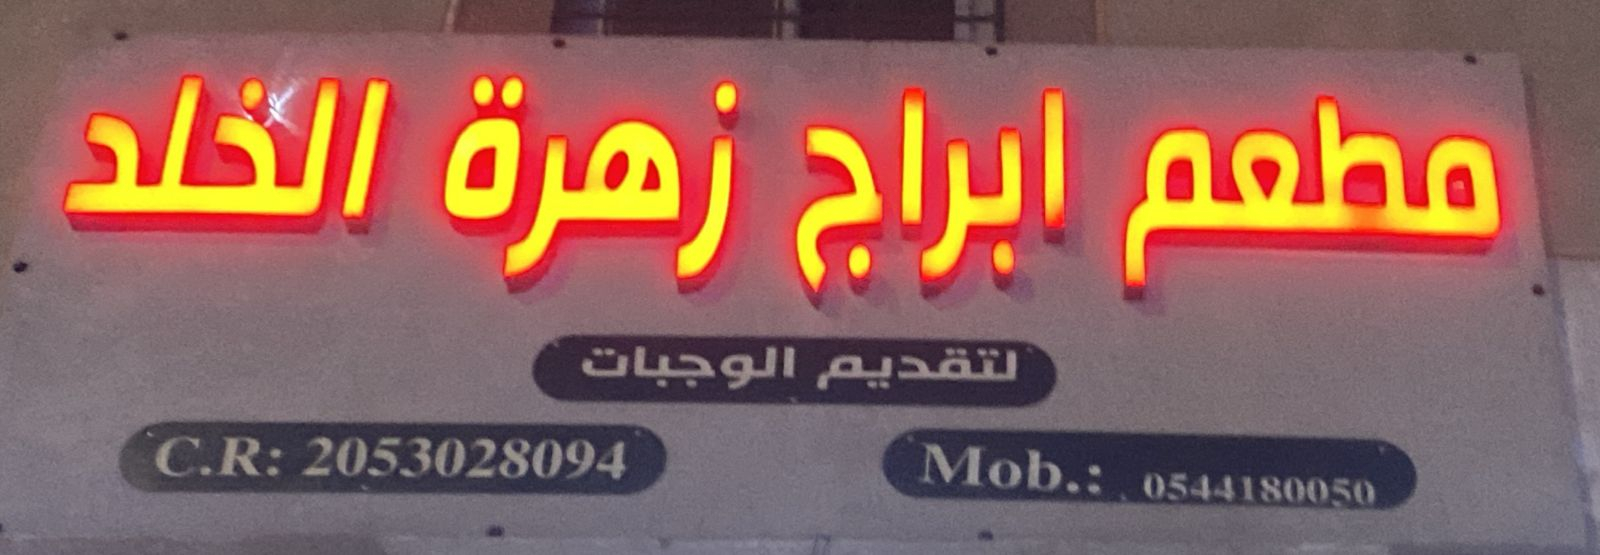 مطعم ابراج زهرة الخلد
لتقديم الوجبات
C.R: 2053028094
Mob.: 0544180050